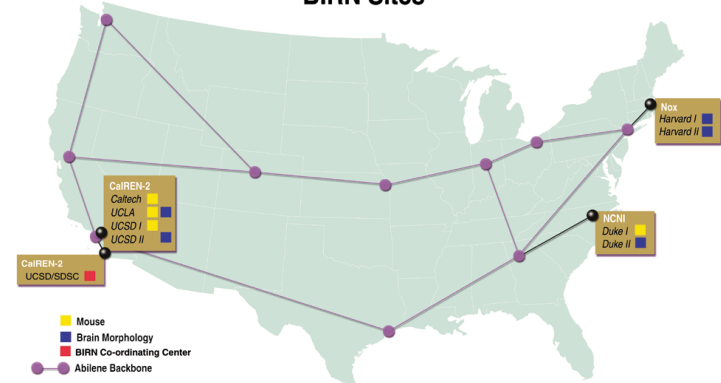 BIRN Sites
Nox
Harvard I
Harvard II
CalREN-2
Caltech
UCLA
UCSD I
UCSD II
NCNI
Duke I
Duke II
CalREN-2
UCSD/SDSC
Mouse
Brain Morphology
BIRN Co-ordinating Center
Abilene Backbone